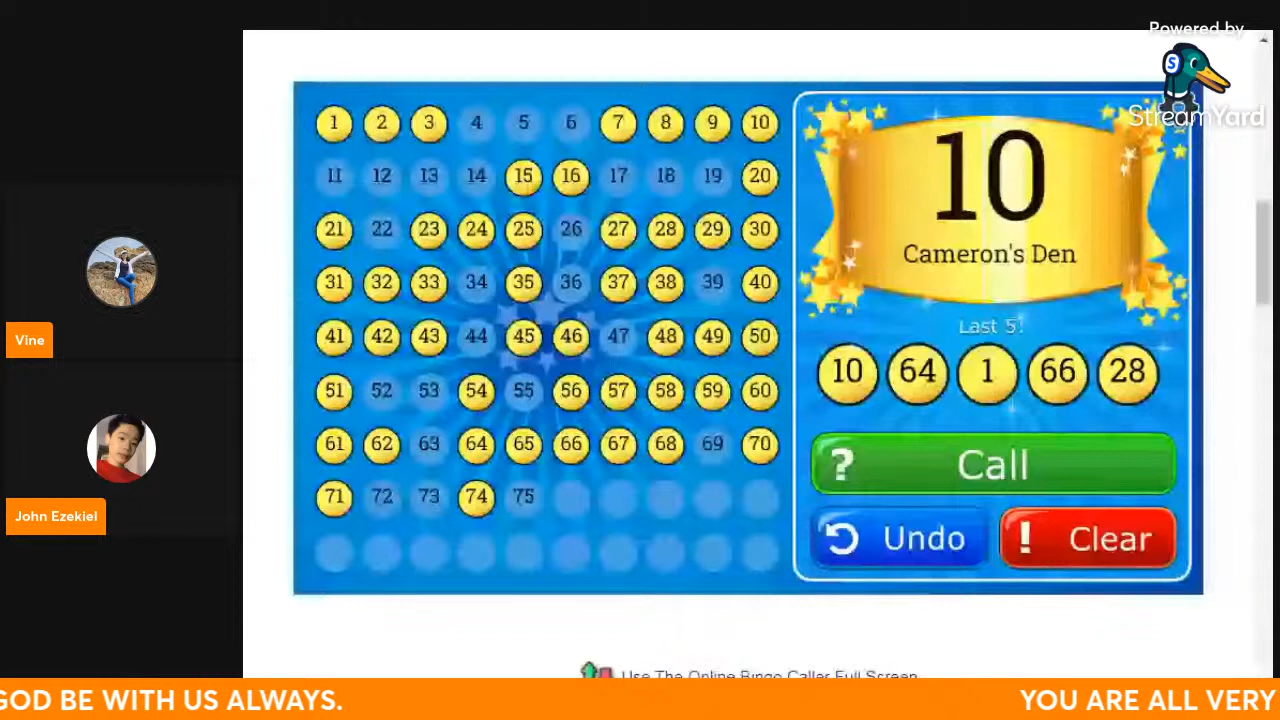 Powered by
StreamYard
1 2 3 4 5 6 7 8 9 10
11 12 13 14 15 16 17 18 19 20
21 22 23 24 25 26 27 28 29 30
31 32 33 34 35 36 37 38 39 40
41 42 43 44 45 46 47 48 49 50
51 52 53 54 55 56 57 58 59 60
61 62 63 64 65 66 67 68 69 70
71 72 73 74 75
10
Cameron's Den
Last 5!
10 64 1 66 28
? Call
Undo
! Clear
Vine
John Ezekiel
Use The Online Bingo Caller Full Screen
GOD BE WITH US ALWAYS. YOU ARE ALL VERY